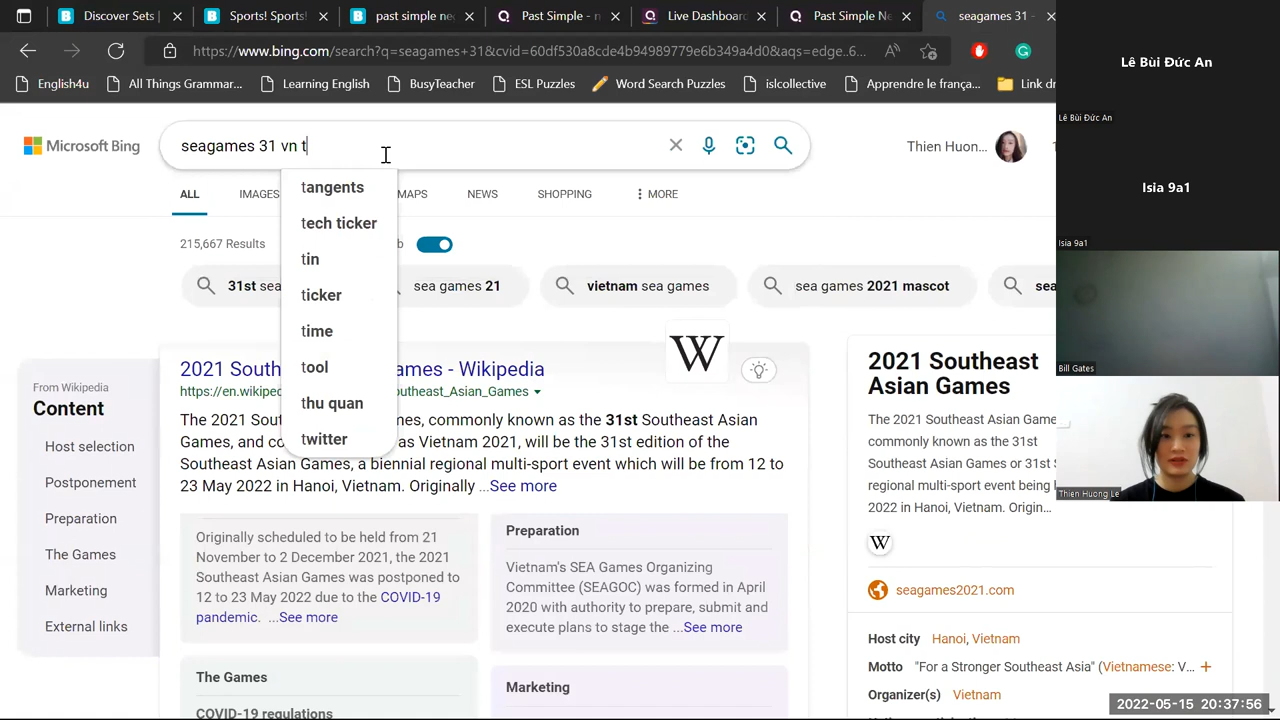 Discover Sets |
Sports! Sports!
past simple ne
Past Simple - n
Live Dashboar
Past Simple Ne
seagames 31 -
https://www.bing.com/search?q=seagames+31&cvid=60df530a8cde4b94989779e9b316a4d0&aqs=edge..6...
English4u
All Things Grammar...
Learning English
BusyTeacher
ESL Puzzles
Word Search Puzzles
islcollective
Apprendre le frança...
Link dr
Microsoft Bing
seagames 31 vn t
Thien Huon...
ALL
IMAGES
MAPS
NEWS
SHOPPING
MORE
tangents
tech ticker
tin
ticker
time
tool
thu quan
twitter
215,667 Results
31st sea
sea games 21
vietnam sea games
sea games 2021 mascot
sea
From Wikipedia
Content
Host selection
Postponement
Preparation
The Games
Marketing
External links
2021 Sout
ames - Wikipedia
W
https://en.wikipe
outheast_Asian_Games
The 2021 Sou
mes, commonly known as the 31st Southeast Asian
Games, and co
as Vietnam 2021, will be the 31st edition of the
Southeast Asian Games, a biennial regional multi-sport event which will be from 12 to
23 May 2022 in Hanoi, Vietnam. Originally ...See more
Originally scheduled to be held from 21
November to 2 December 2021, the 2021
Southeast Asian Games was postponed to
12 to 23 May 2022 due to the COVID-19
pandemic. ...See more
Preparation
Vietnam's SEA Games Organizing
Committee (SEAGOC) was formed in April
2020 with authority to prepare, submit and
execute plans to stage the ...See more
The Games
COVID-19 regulations
Marketing
2021 Southeast
Asian Games
The 2021 Southeast Asian Game
commonly known as the 31st
Southeast Asian Games or 31st S
regional multi-sport event being h
2022 in Hanoi, Vietnam. Origin...
W
seagames2021.com
Host city Hanoi, Vietnam
Motto "For a Stronger Southeast Asia" (Vietnamese: V... +
Organizer(s) Vietnam
Lê Bùi Đức An
Lê Bùi Đức An
Isia 9a1
Isia 9a1
Bill Gates
Thien Huong Le
2022-05-15 20:37:56